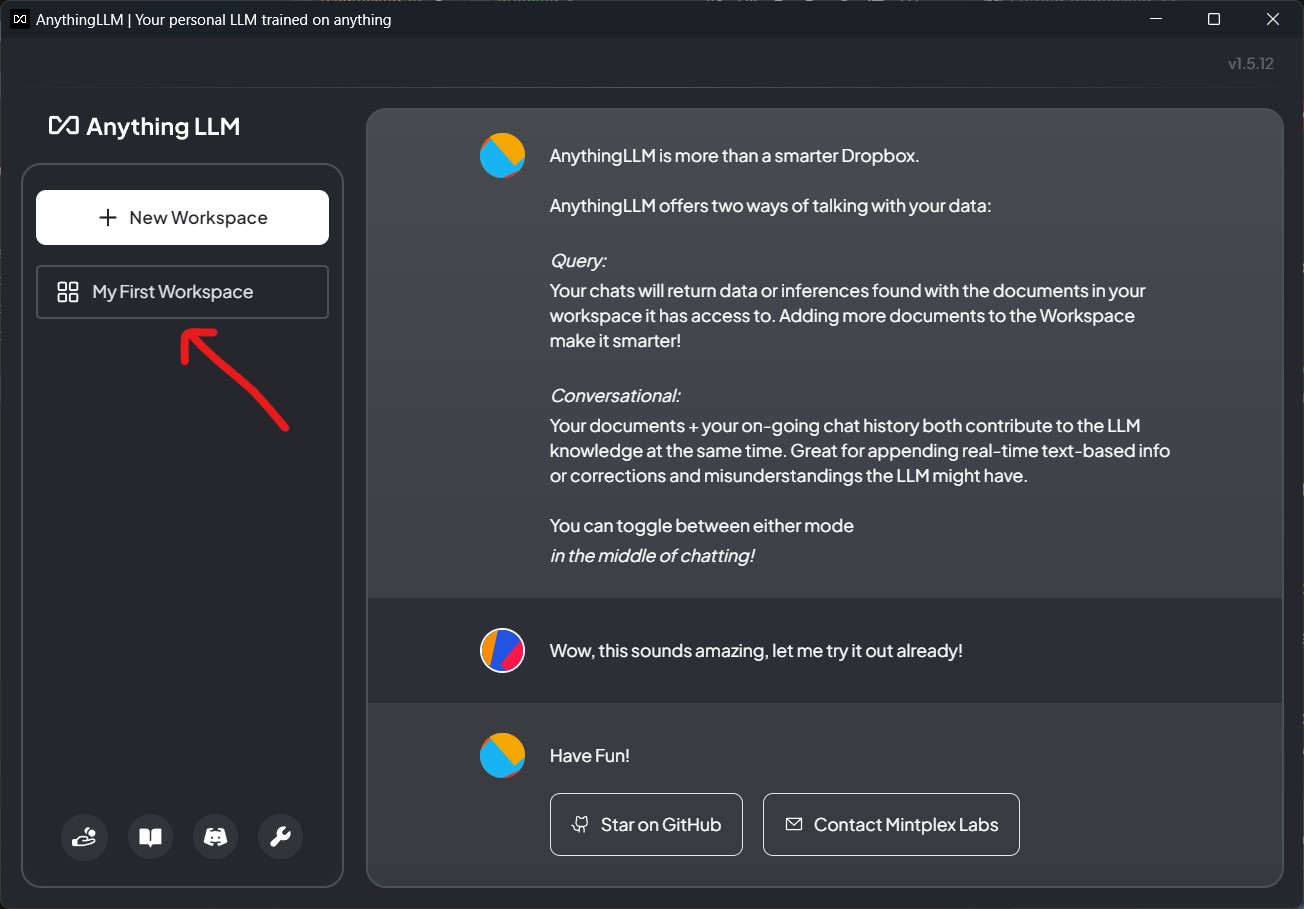 AnythingLLM | Your personal LLM trained on anything
v1.5.12
Anything LLM
New Workspace
My First Workspace
AnythingLLM is more than a smarter Dropbox.
AnythingLLM offers two ways of talking with your data:
Query:
Your chats will return data or inferences found with the documents in your
workspace it has access to. Adding more documents to the Workspace
make it smarter!
Conversational:
Your documents + your on-going chat history both contribute to the LLM
knowledge at the same time. Great for appending real-time text-based info
or corrections and misunderstandings the LLM might have.
You can toggle between either mode
in the middle of chatting!
Wow, this sounds amazing, let me try it out already!
Have Fun!
Star on GitHub
Contact Mintplex Labs